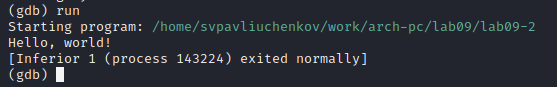 (gdb) run
Starting program: /home/svpavliuchenkov/work/arch-pc/lab09/lab09-2
Hello, world!
[Inferior 1 (process 143224) exited normally]
(gdb)